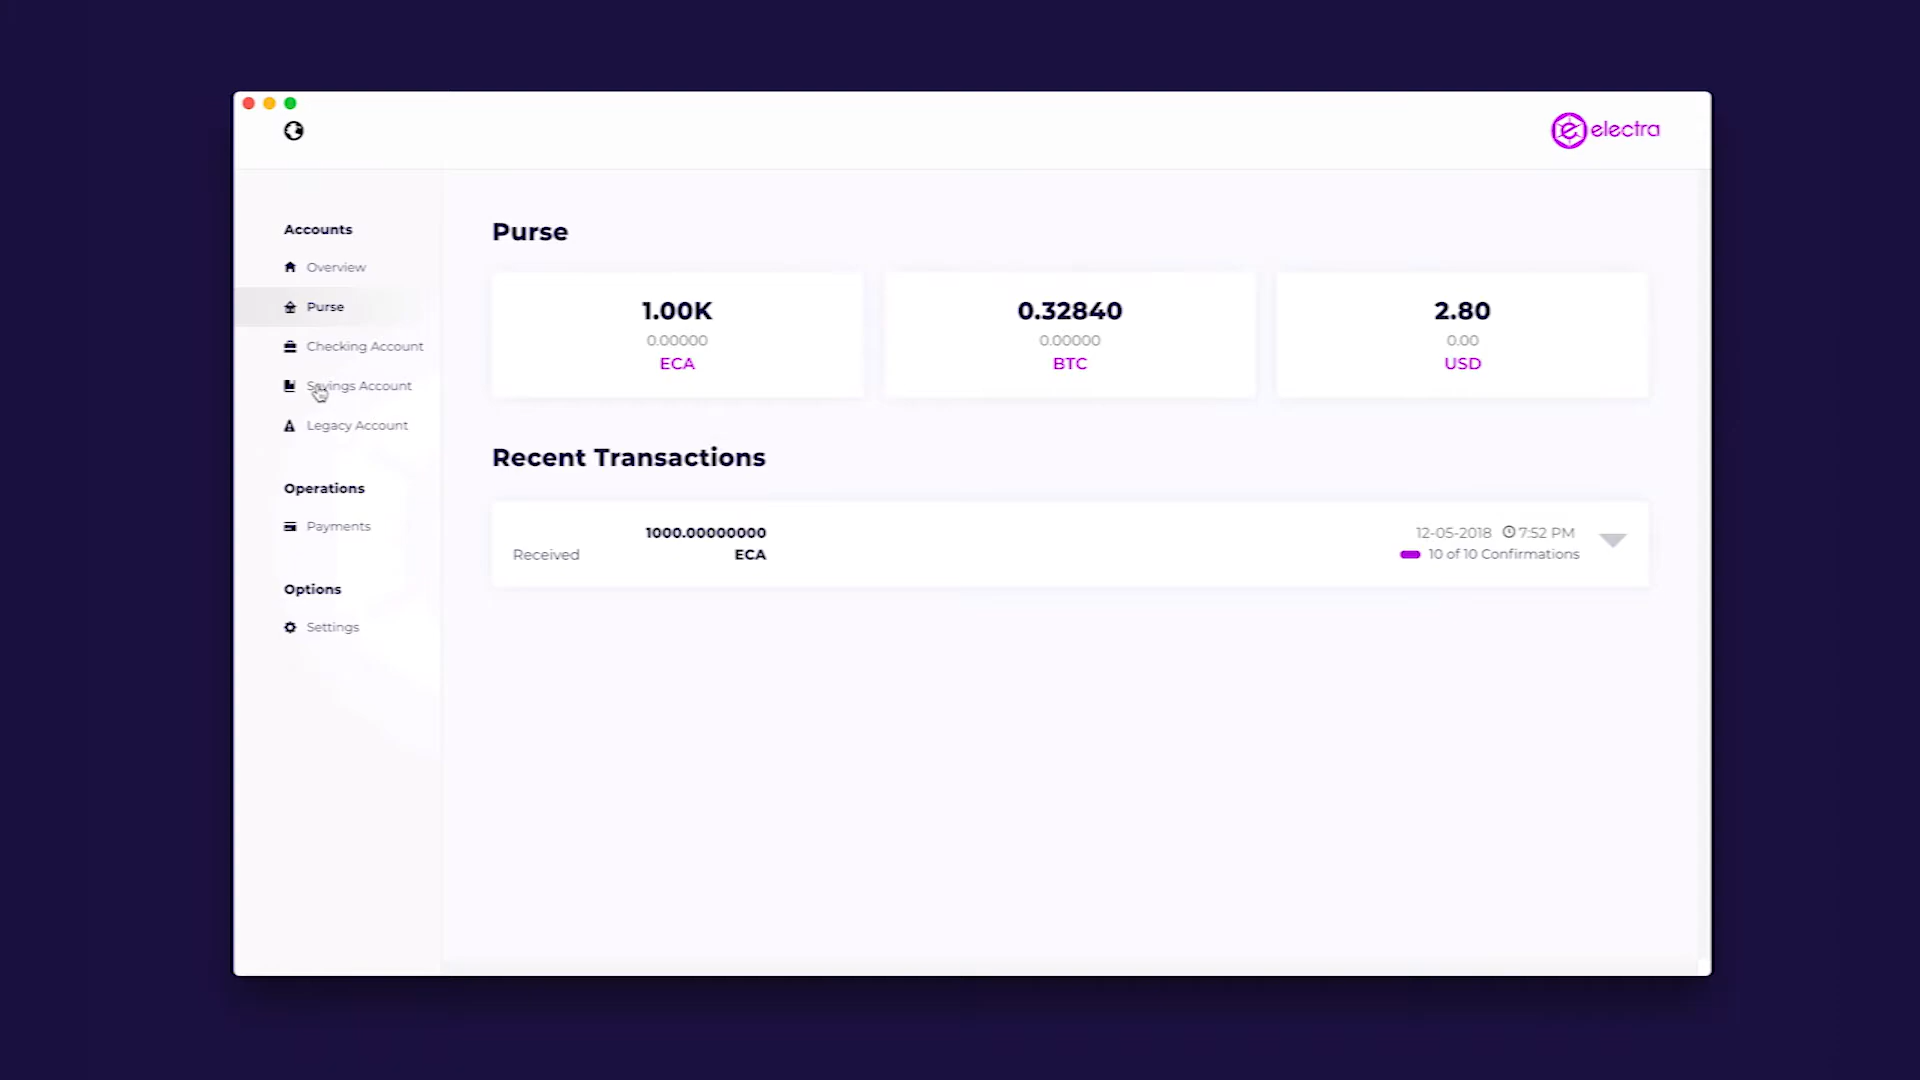 electra
Accounts
Overview
Purse
Checking Account
Savings Account
Legacy Account
Operations
Payments
Options
Settings
Purse
1.00K
0.00000
ECA
0.32840
0.00000
BTC
2.80
0.00
USD
Recent Transactions
Received
1000.00000000
ECA
12-05-2018 7:52 PM
10 of 10 Confirmations